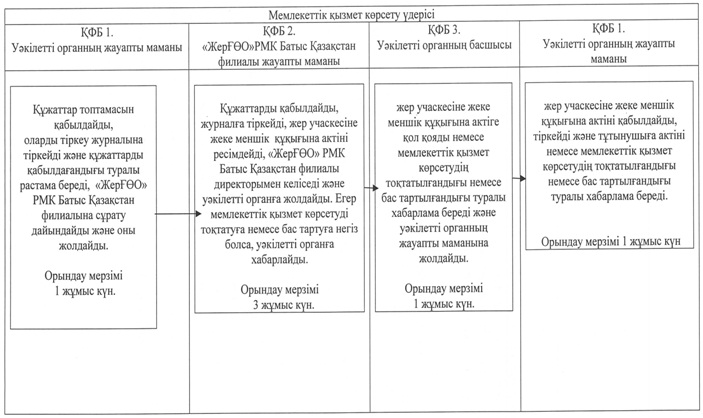 Мемлекеттік қызмет көрсету үдерісі
ҚФБ 1.
Уәкілетті органның жауапты маманы
ҚФБ 2.
«ЖерҒӨО»РМК Батыс Қазақстан
филиалы жауапты маманы
ҚФБ 3.
Уәкілетті органның басшысы
ҚФБ 1.
Уәкілетті органның жауапты
маманы
Құжаттар топтамасын
қабылдайды,
оларды тіркеу журналына
тіркейді және құжаттарды
қабылдағандығы туралы
растама береді, «ЖерҒӨО»
РМК Батыс Қазақстан
филиалына сұрату
дайындайды және оны
жолдайды.
Орындау мерзімі
1 жұмыс күн.
Құжаттарды қабылдайды,
журналға тіркейді, жер учаскесіне
жеке меншік құқығына актіні
ресімдейді, «ЖерҒӨО» РМК
Батыс Қазақстан филиалы
директорымен келіседі және
уәкілетті органға жолдайды. Егер
мемлекеттік қызмет көрсетуді
тоқтатуға немесе бас тартуға негіз
болса, уәкілетті органға
хабарлайды.
Орындау мерзімі
3 жұмыс күн.
жер учаскесіне жеке
меншік құқығына актіге
қол қояды немесе
мемлекеттік қызмет
көрсетудің
тоқтатылғандығы немесе
бас тартылғандығы туралы
хабарлама береді және
уәкілетті органның
жауапты маманына
жолдайды.
Орындау мерзімі
1 жұмыс күн.
жер учаскесіне жеке меншік
құқығына актіні қабылдайды,
тіркейді және тұтынушыға актіні
немесе мемлекеттік қызмет
көрсетудің тоқтатылғандығы
немесе бас тартылғандығы
туралы хабарлама береді.
Орындау мерзімі 1 жұмыс күн